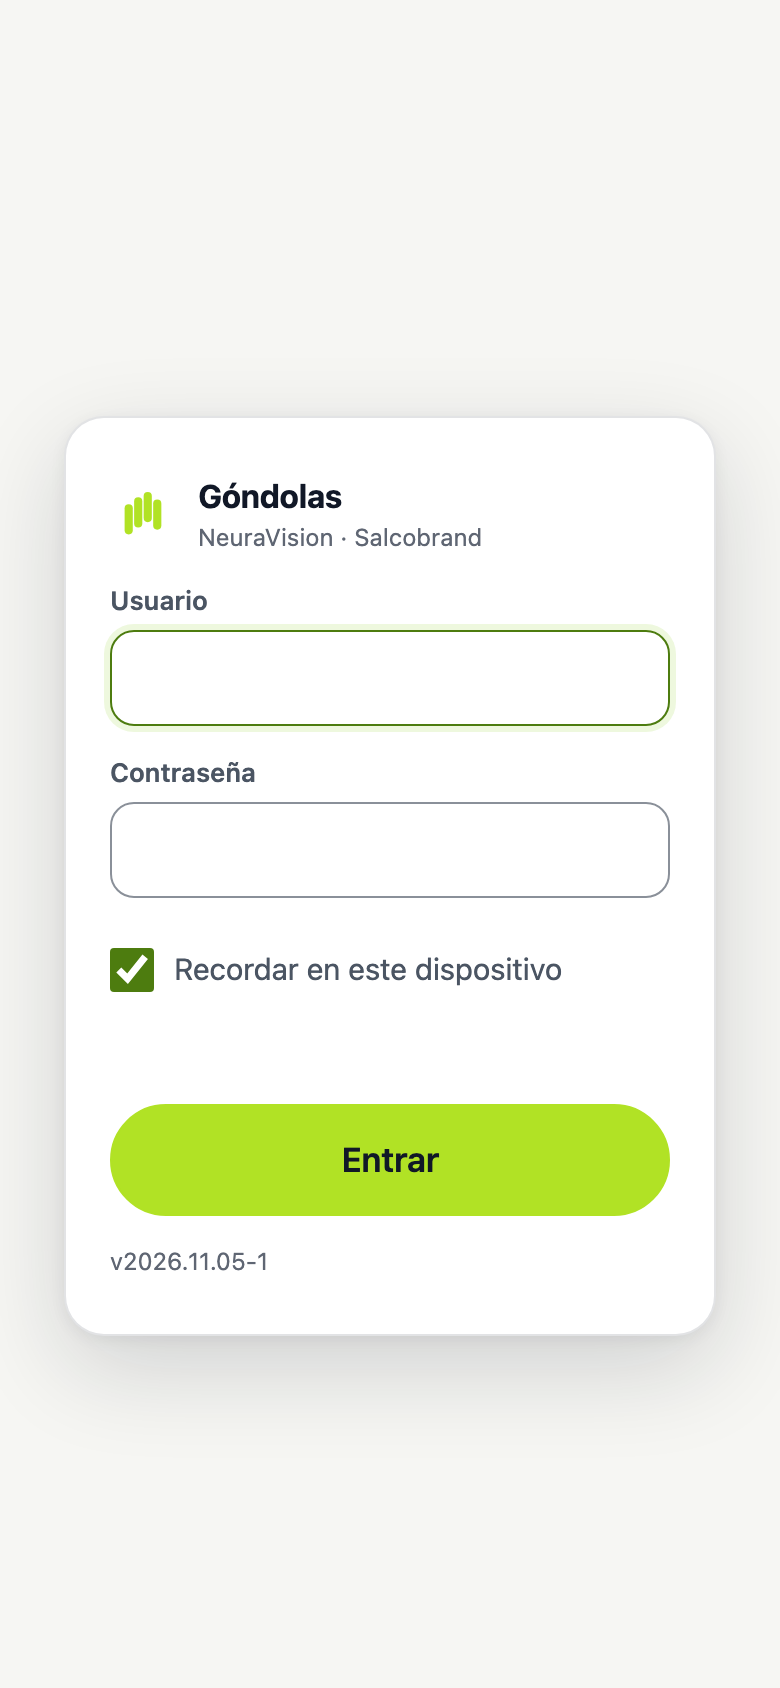 Góndolas
NeuraVision · Salcobrand
Usuario
Contraseña
Recordar en este dispositivo
Entrar
v2026.11.05-1